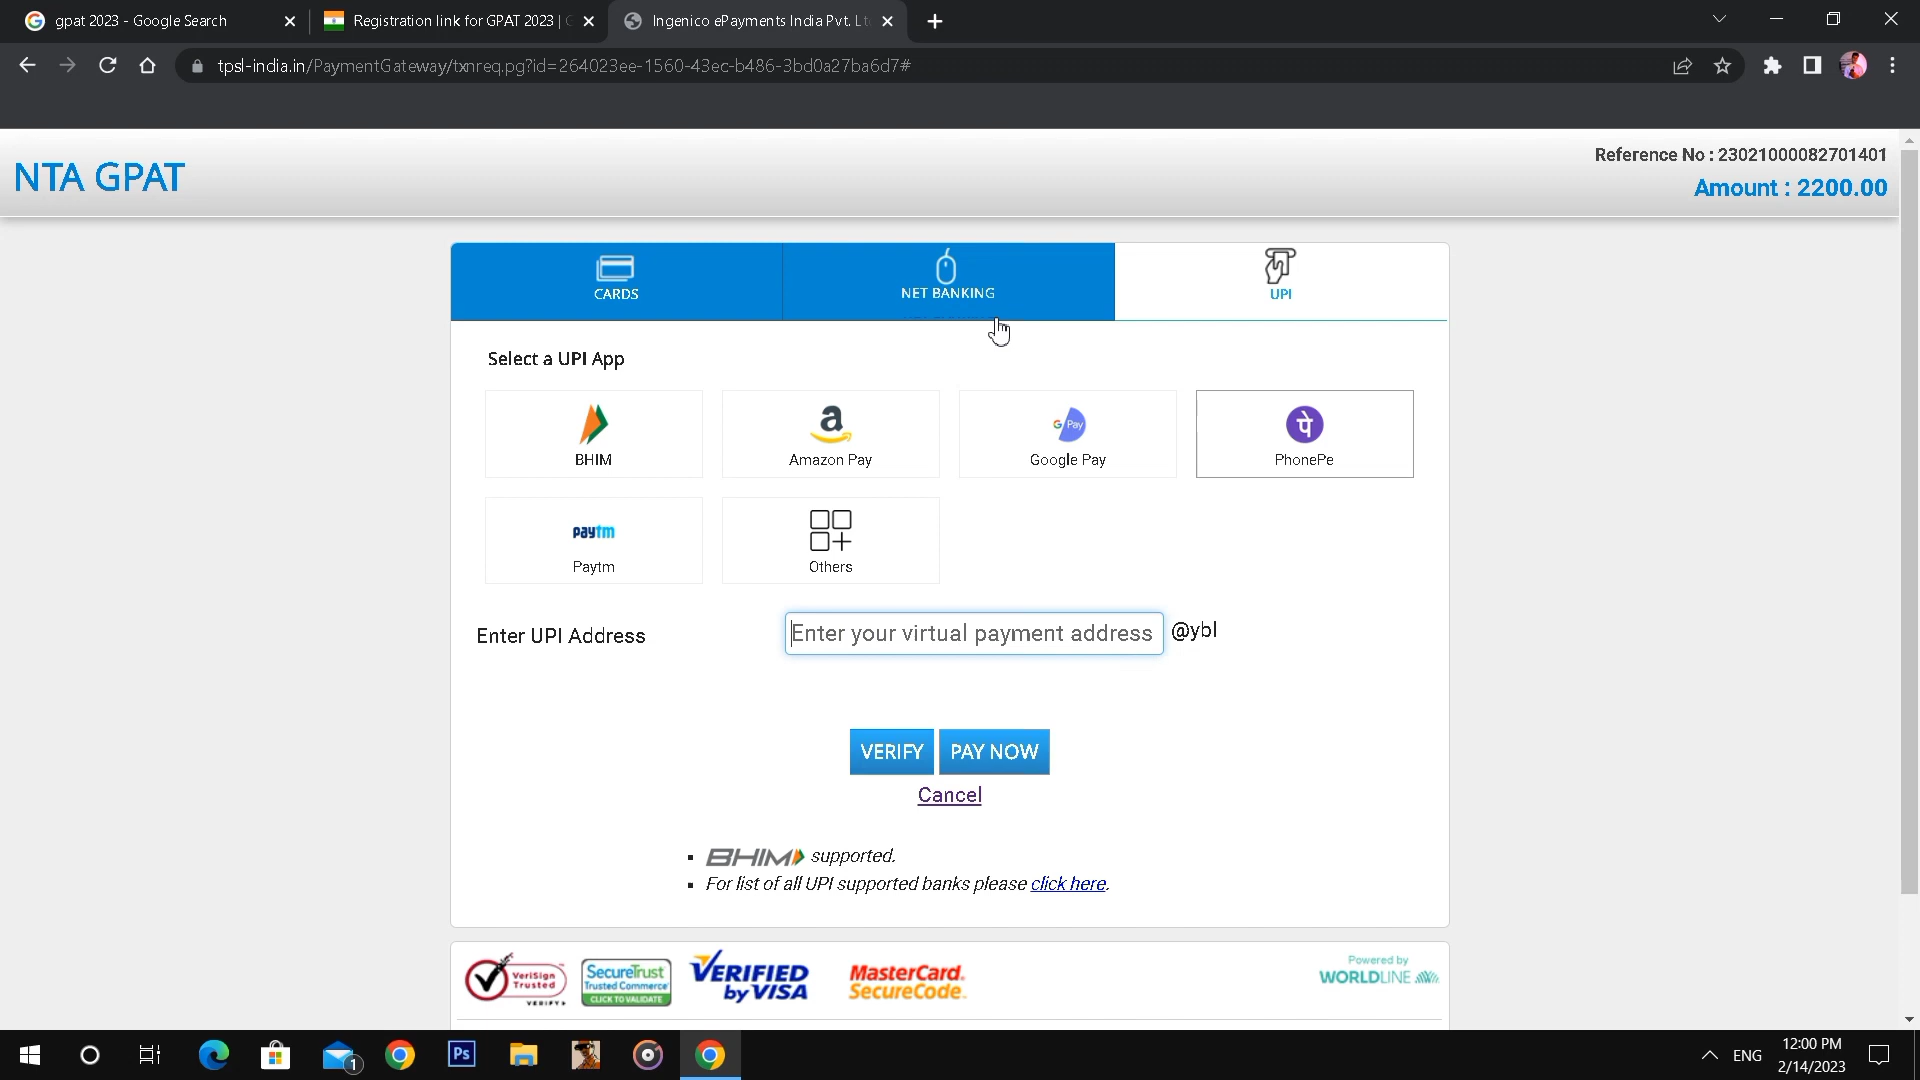 gpat 2023 - Google Search
Registration link for GPAT 2023 |
Ingenico ePayments India Pvt. Lt
tpsl-india.in/PaymentGateway/txnreq.pg?id=264023ee-1560-43ec-b486-3bd0a27ba6d7#
NTA GPAT
Reference No : 23021000082701401
Amount : 2200.00
CARDS
NET BANKING
UPI
Select a UPI App
BHIM
a
Amazon Pay
G Pay
Google Pay
पे
PhonePe
paytm
Paytm
Others
Enter UPI Address
Enter your virtual payment address
@ybl
VERIFY
PAY NOW
Cancel
BHIM supported.
For list of all UPI supported banks please click here.
VeriSign
Trusted
VERIFY
SecureTrust
Trusted Commerce
CLICK TO VALIDATE
VERIFIED
by VISA
MasterCard.
SecureCode.
Powered by
WORLDLINE
1
Ps
ENG
12:00 PM
2/14/2023